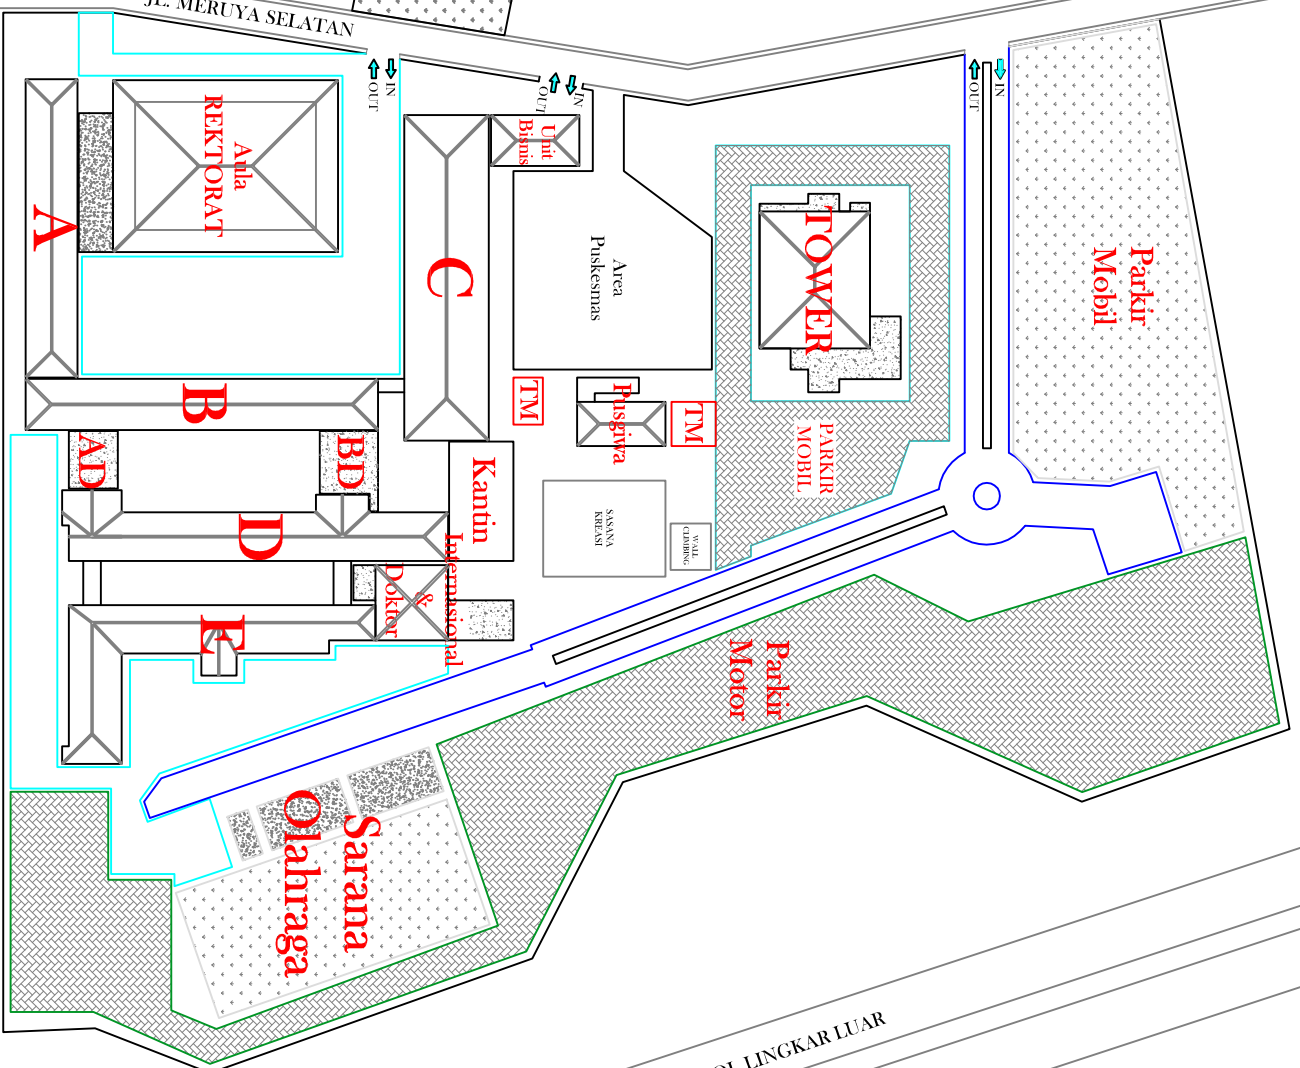 JL. MERUYA SELATAN
OUT
IN
OUT
IN
OUT
IN
A
Aula
REKTORAT
C
Unit
Bisnis
Area
Puskesmas
TOWER
Parkir
Mobil
B
TM
Pusgiwa
TM
PARKIR
MOBIL
AD
BD
Kantin
D
SASANA
KREASI
WALL
CLIMBING
Internasional
&
Doktor
E
Parkir
Motor
Sarana
Olahraga
OL LINGKAR LUAR